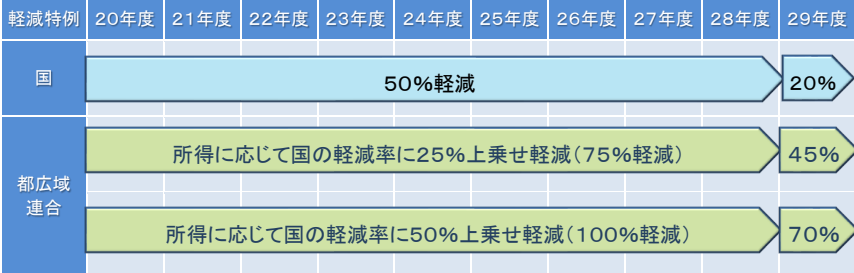 軽減特例 20年度 21年度 22年度 23年度 24年度 25年度 26年度 27年度 28年度 29年度
国 50%軽減 20%
都広域
連合
所得に応じて国の軽減率に25%上乗せ軽減(75%軽減) 45%
所得に応じて国の軽減率に50%上乗せ軽減(100%軽減) 70%